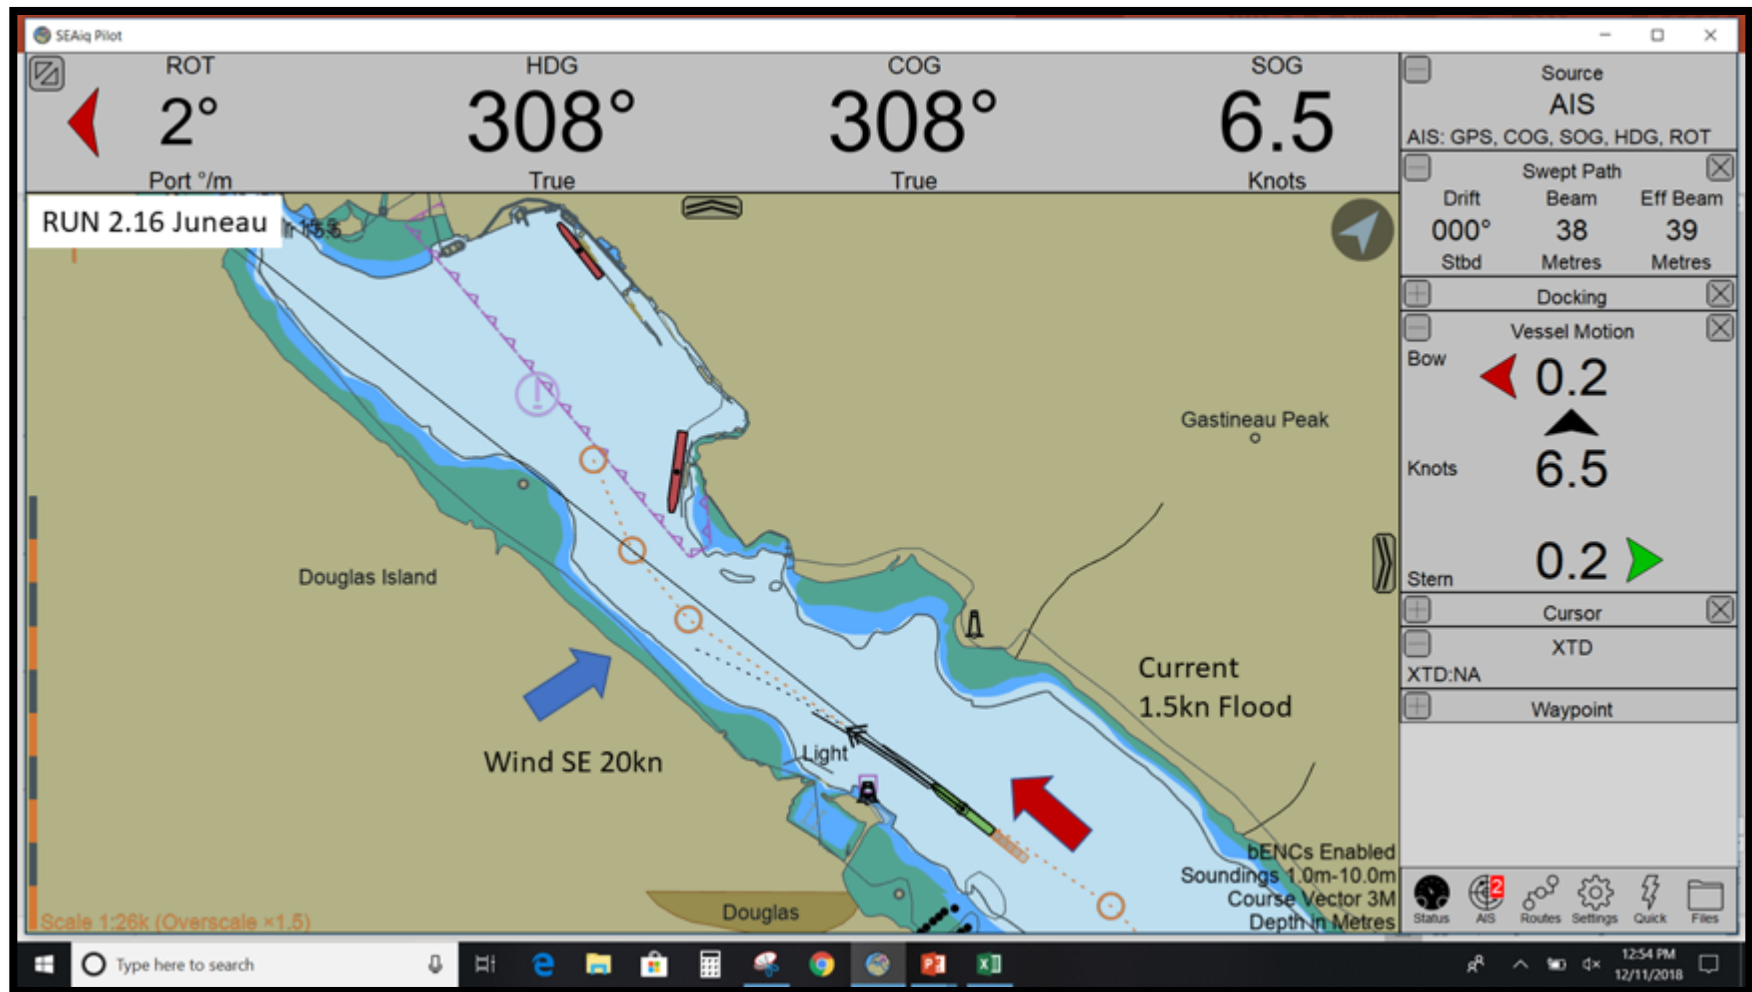 SEAiq Pilot
ROT
HDG
COG
SOG
2°
308°
308°
6.5
Port °/m
True
True
Knots
RUN 2.16 Juneau
Gastineau Peak
Douglas Island
Current
1.5kn Flood
Wind SE 20kn
Light
Douglas
bENCs Enabled
Soundings 1.0m-10.0m
Course Vector 3M
Depth in Metres
Scale 1:26k (Overscale ×1.5)
Source
AIS
AIS: GPS, COG, SOG, HDG, ROT
Swept Path
Drift Beam Eff Beam
000° 38 39
Stbd Metres Metres
Docking
Vessel Motion
Bow 0.2
Knots 6.5
Stern 0.2
Cursor
XTD
XTD:NA
Waypoint
2
Status AIS Routes Settings Quick Files
Type here to search
12:54 PM
12/11/2018